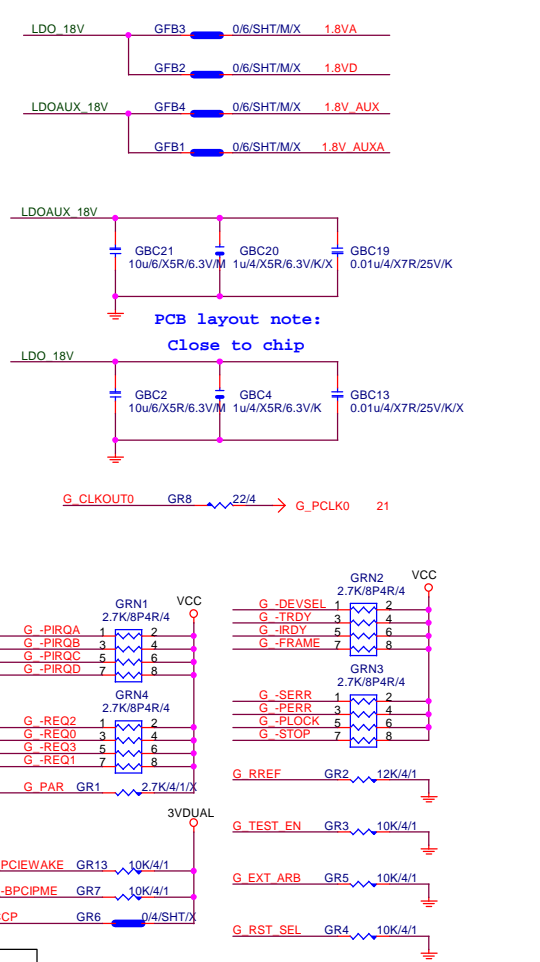 LDO_18V GFB3 0/6/SHT/M/X 1.8VA
GFB2 0/6/SHT/M/X 1.8VD
LDOAUX_18V GFB4 0/6/SHT/M/X 1.8V_AUX
GFB1 0/6/SHT/M/X 1.8V_AUXA
LDOAUX_18V
GBC21 GBC20 GBC19
10u/6/X5R/6.3V/M 1u/4/X5R/6.3V/K/X 0.01u/4/X7R/25V/K
PCB layout note:
Close to chip
LDO_18V
GBC2 GBC4 GBC13
10u/6/X5R/6.3V/M 1u/4/X5R/6.3V/K 0.01u/4/X7R/25V/K/X
G_CLKOUT0 GR8 22/4 G_PCLK0 21
GRN1 VCC
2.7K/8P4R/4
G_-PIRQA 1 2
G_-PIRQB 3 4
G_-PIRQC 5 6
G_-PIRQD 7 8
GRN4
2.7K/8P4R/4
G_-REQ2 1 2
G_-REQ0 3 4
G_-REQ3 5 6
G_-REQ1 7 8
G_PAR GR1 2.7K/4/1/X
3VDUAL
PCIEWAKE GR13 10K/4/1
-BPCIPME GR7 10K/4/1
CP GR6 0/4/SHT/X
GRN2 VCC
2.7K/8P4R/4
G_-DEVSEL 1 2
G_-TRDY 3 4
G_-IRDY 5 6
G_-FRAME 7 8
GRN3
2.7K/8P4R/4
G_-SERR 1 2
G_-PERR 3 4
G_-PLOCK 5 6
G_-STOP 7 8
G_RREF GR2 12K/4/1
G_TEST_EN GR3 10K/4/1
G_EXT_ARB GR5 10K/4/1
G_RST_SEL GR4 10K/4/1